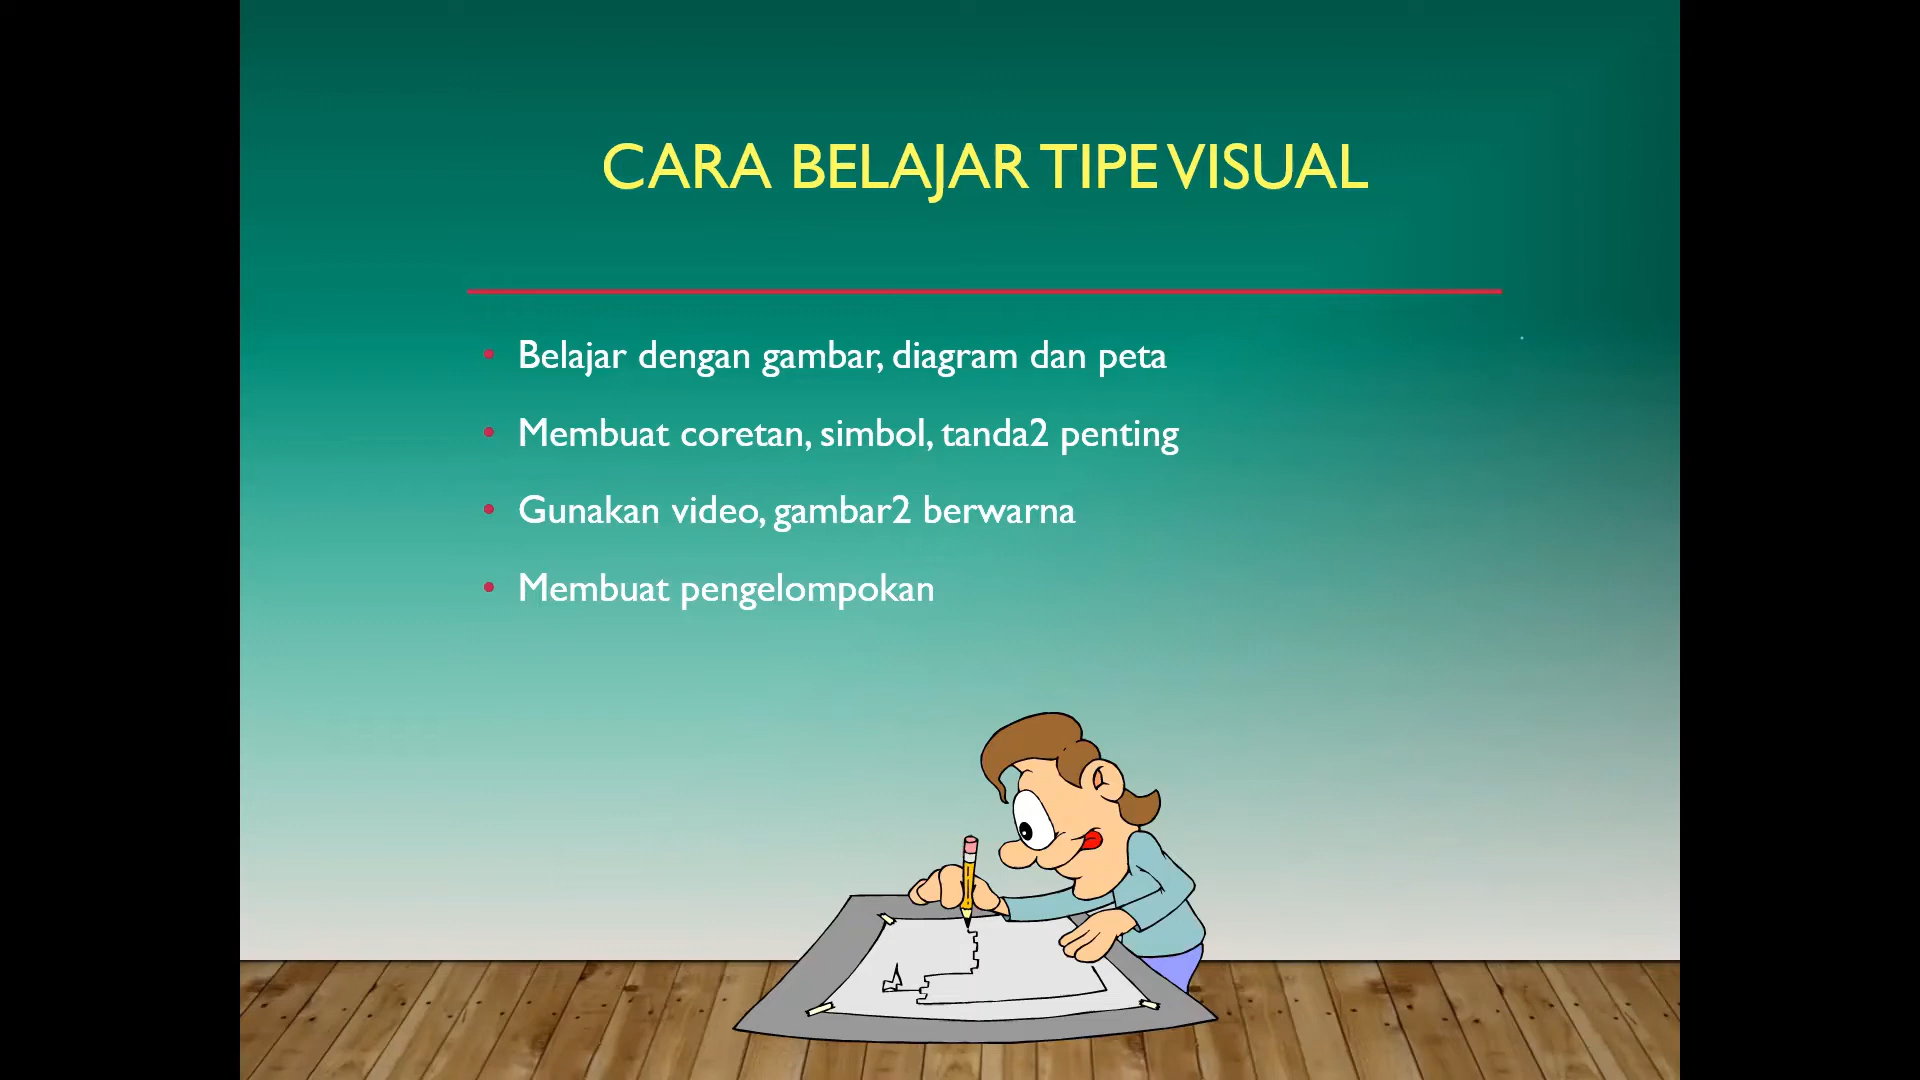 CARA BELAJAR TIPE VISUAL
• Belajar dengan gambar, diagram dan peta
• Membuat coretan, simbol, tanda2 penting
• Gunakan video, gambar2 berwarna
• Membuat pengelompokan